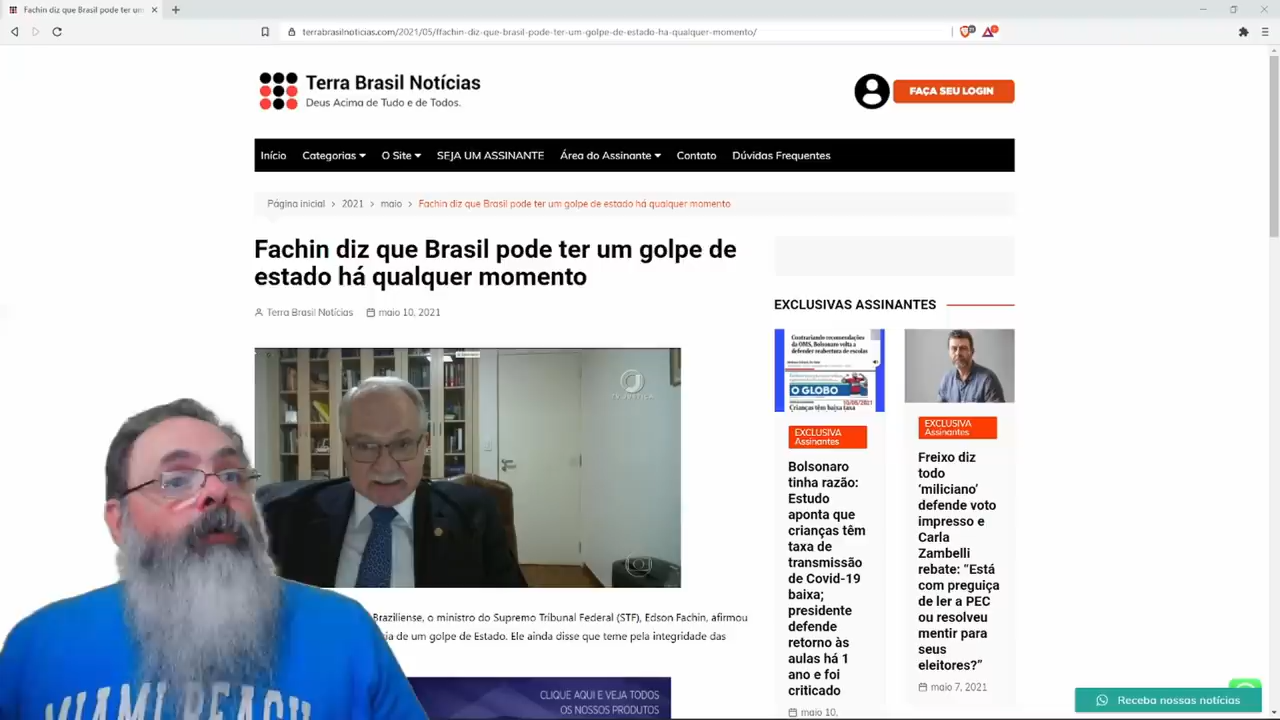 Fachin diz que Brasil pode ter um
terrabrasilnoticias.com/2021/05/ffachin-diz-que-brasil-pode-ter-um-golpe-de-estado-ha-qualquer-momento/
Terra Brasil Notícias
Deus Acima de Tudo e de Todos.
FAÇA SEU LOGIN
Início Categorias O Site SEJA UM ASSINANTE Área do Assinante Contato Dúvidas Frequentes
Página inicial > 2021 > maio > Fachin diz que Brasil pode ter um golpe de estado há qualquer momento
Fachin diz que Brasil pode ter um golpe de
estado há qualquer momento
Terra Brasil Notícias maio 10, 2021
Braziliense, o ministro do Supremo Tribunal Federal (STF), Edson Fachin, afirmou
de um golpe de Estado. Ele ainda disse que teme pela integridade das
CLIQUE AQUI E VEJA TODOS
OS NOSSOS PRODUTOS
EXCLUSIVAS ASSINANTES
Contrariando recomendações
da OMS, Bolsonaro volta a
defender reabertura de escolas
O GLOBO
10/05/2021
Crianças têm baixa taxa
EXCLUSIVA
Assinantes
Bolsonaro
tinha razão:
Estudo
aponta que
crianças têm
taxa de
transmissão
de Covid-19
baixa;
presidente
defende
retorno às
aulas há 1
ano e foi
criticado
maio 10,
EXCLUSIVA
Assinantes
Freixo diz
todo
‘miliciano’
defende voto
impresso e
Carla
Zambelli
rebate: “Está
com preguiça
de ler a PEC
ou resolveu
mentir para
seus
eleitores?”
maio 7, 2021
Receba nossas notícias